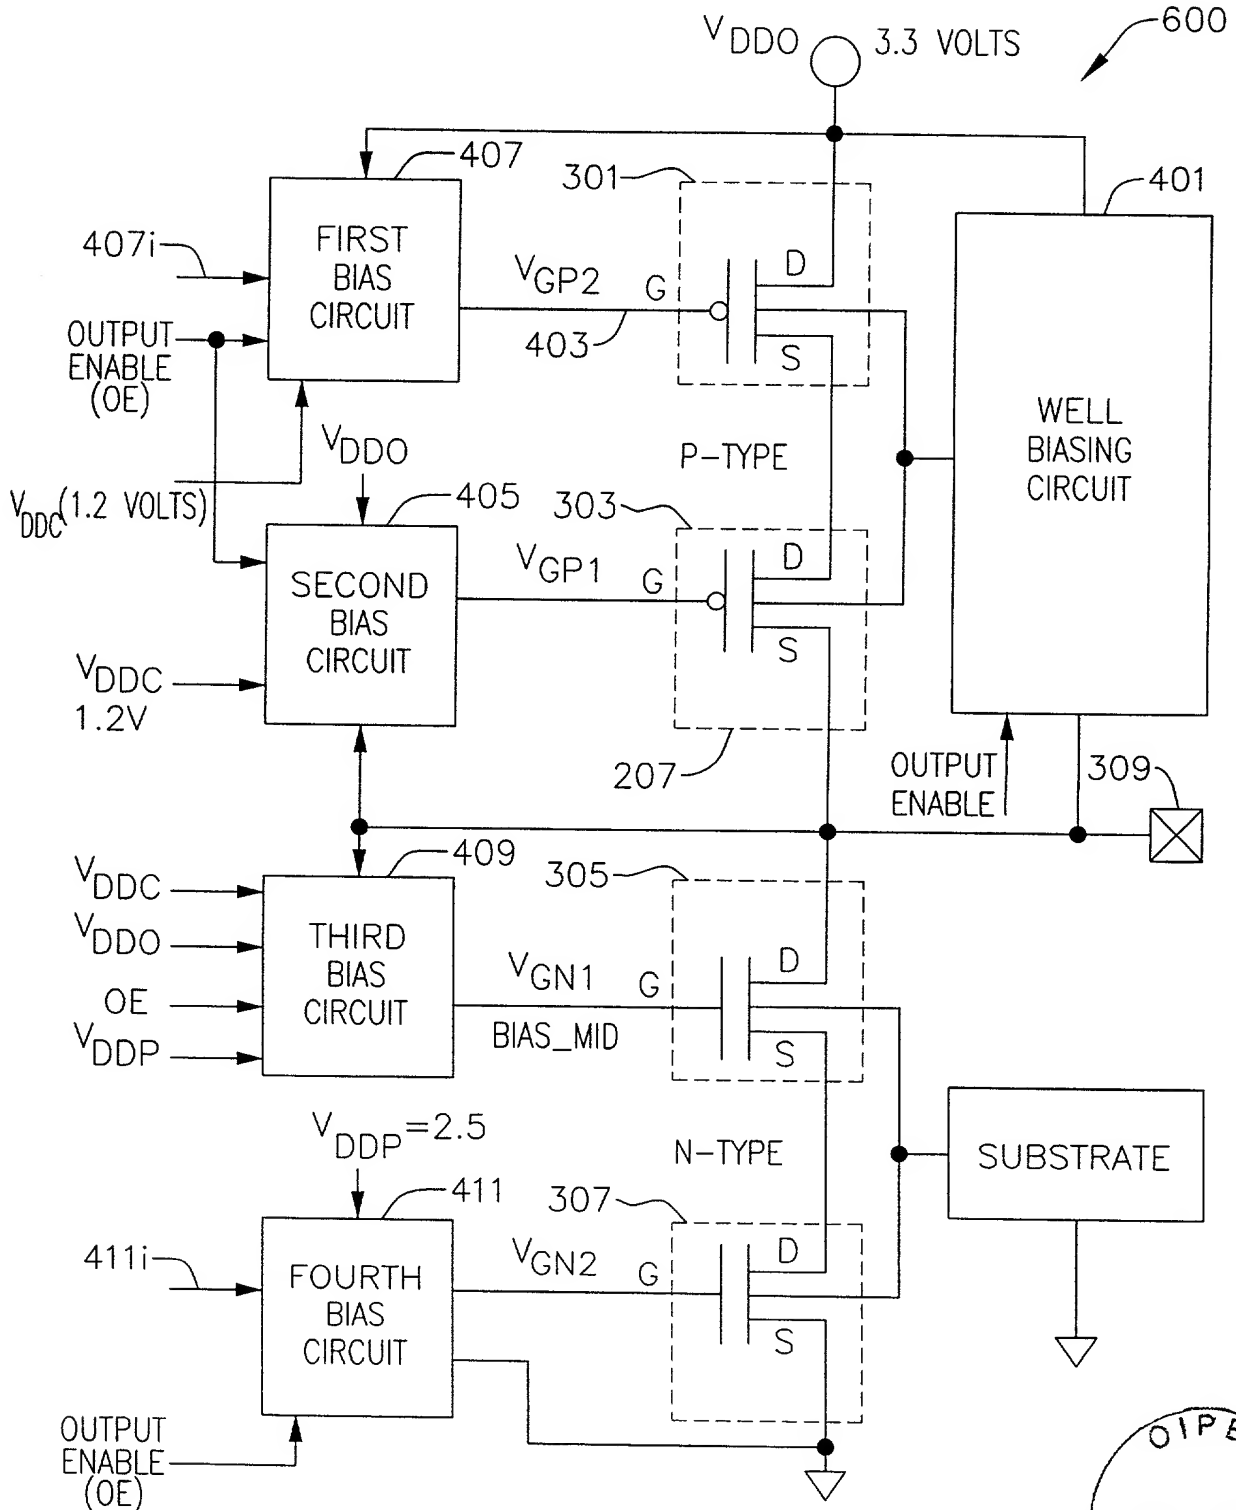 V DDO 3.3 VOLTS
600
407
301
401
407i
FIRST
BIAS
CIRCUIT
V GP2
G
D
403
S
OUTPUT
ENABLE
(OE)
WELL
BIASING
CIRCUIT
V DDO
P-TYPE
V DDC (1.2 VOLTS)
405
303
SECOND
BIAS
CIRCUIT
V GP1
G
D
S
V DDC
1.2V
207
OUTPUT
ENABLE
309
409
305
V DDC
V DDO
OE
V DDP
THIRD
BIAS
CIRCUIT
V GN1
BIAS_MID
G
D
S
V DDP =2.5
N-TYPE
SUBSTRATE
411
307
411i
FOURTH
BIAS
CIRCUIT
V GN2
G
D
S
OUTPUT
ENABLE
(OE)
OIPE